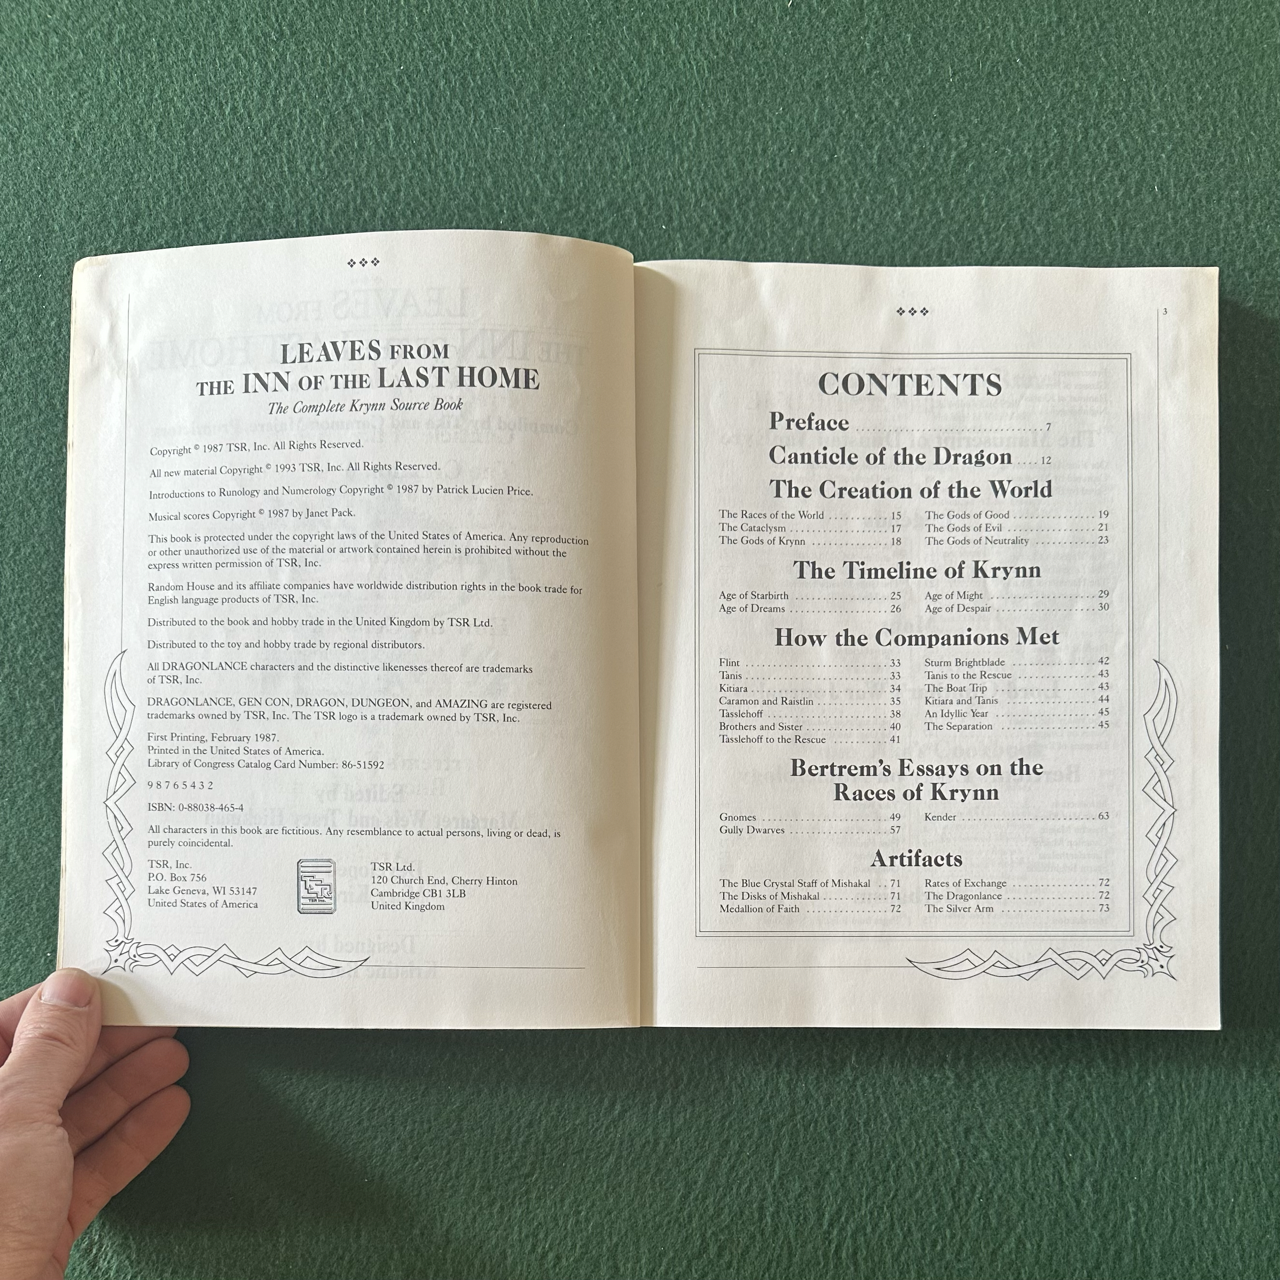 LEAVES FROM
THE INN OF THE LAST HOME
The Complete Krynn Source Book
Copyright © 1987 TSR, Inc. All Rights Reserved.
All new material Copyright © 1993 TSR, Inc. All Rights Reserved.
Introductions to Runology and Numerology Copyright © 1987 by Patrick Lucien Price.
Musical scores Copyright © 1987 by Janet Pack.
This book is protected under the copyright laws of the United States of America. Any reproduction
or other unauthorized use of the material or artwork contained herein is prohibited without the
express written permission of TSR, Inc.
Random House and its affiliate companies have worldwide distribution rights in the book trade for
English language products of TSR, Inc.
Distributed to the book and hobby trade in the United Kingdom by TSR Ltd.
Distributed to the toy and hobby trade by regional distributors.
All DRAGONLANCE characters and the distinctive likenesses thereof are trademarks
of TSR, Inc.
DRAGONLANCE, GEN CON, DRAGON, DUNGEON, and AMAZING are registered
trademarks owned by TSR, Inc. The TSR logo is a trademark owned by TSR, Inc.
First Printing, February 1987.
Printed in the United States of America.
Library of Congress Catalog Card Number: 86-51592
9 8 7 6 5 4 3 2
ISBN: 0-88038-465-4
All characters in this book are fictitious. Any resemblance to actual persons, living or dead, is
purely coincidental.
TSR, Inc.
P.O. Box 756
Lake Geneva, WI 53147
United States of America
TSR
TSR, Inc.
TSR Ltd.
120 Church End, Cherry Hinton
Cambridge CB1 3LB
United Kingdom
3
CONTENTS
Preface ............................. 7
Canticle of the Dragon .... 12
The Creation of the World
The Races of the World .......... 15
The Cataclysm ................ 17
The Gods of Krynn ............. 18
The Gods of Good ............. 19
The Gods of Evil .............. 21
The Gods of Neutrality .......... 23
The Timeline of Krynn
Age of Starbirth ............... 25
Age of Dreams ................ 26
Age of Might ................. 29
Age of Despair ................ 30
How the Companions Met
Flint ....................... 33
Tanis ....................... 33
Kitiara ...................... 34
Caramon and Raistlin ........... 35
Tasslehoff .................... 38
Brothers and Sister ............. 40
Tasslehoff to the Rescue ......... 41
Sturm Brightblade .............. 42
Tanis to the Rescue ............. 43
The Boat Trip ................. 43
Kitiara and Tanis .............. 44
An Idyllic Year ................ 45
The Separation ................ 45
Bertrem's Essays on the
Races of Krynn
Gnomes ..................... 49
Gully Dwarves ................ 57
Kender ...................... 63
Artifacts
The Blue Crystal Staff of Mishakal .. 71
The Disks of Mishakal ........... 71
Medallion of Faith .............. 72
Rates of Exchange .............. 72
The Dragonlance ............... 72
The Silver Arm ................ 73